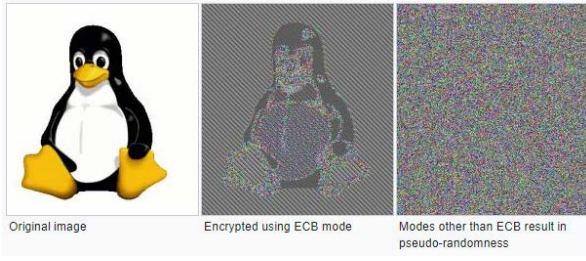 Original image
Encrypted using ECB mode
Modes other than ECB result in
pseudo-randomness